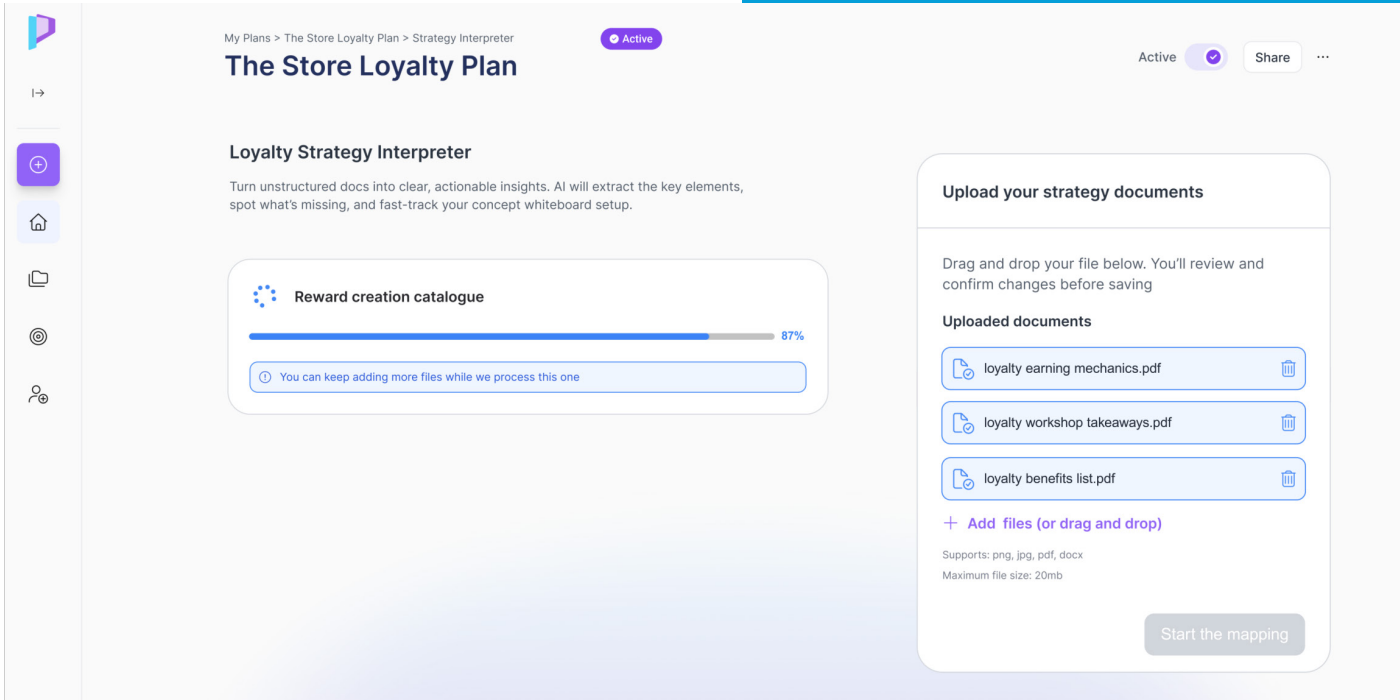 My Plans > The Store Loyalty Plan > Strategy Interpreter
Active
The Store Loyalty Plan
Active
Share
Loyalty Strategy Interpreter
Turn unstructured docs into clear, actionable insights. AI will extract the key elements,
spot what's missing, and fast-track your concept whiteboard setup.
Reward creation catalogue
87%
You can keep adding more files while we process this one
Upload your strategy documents
Drag and drop your file below. You'll review and
confirm changes before saving
Uploaded documents
loyalty earning mechanics.pdf
loyalty workshop takeaways.pdf
loyalty benefits list.pdf
+ Add files (or drag and drop)
Supports: png, jpg, pdf, docx
Maximum file size: 20mb
Start the mapping